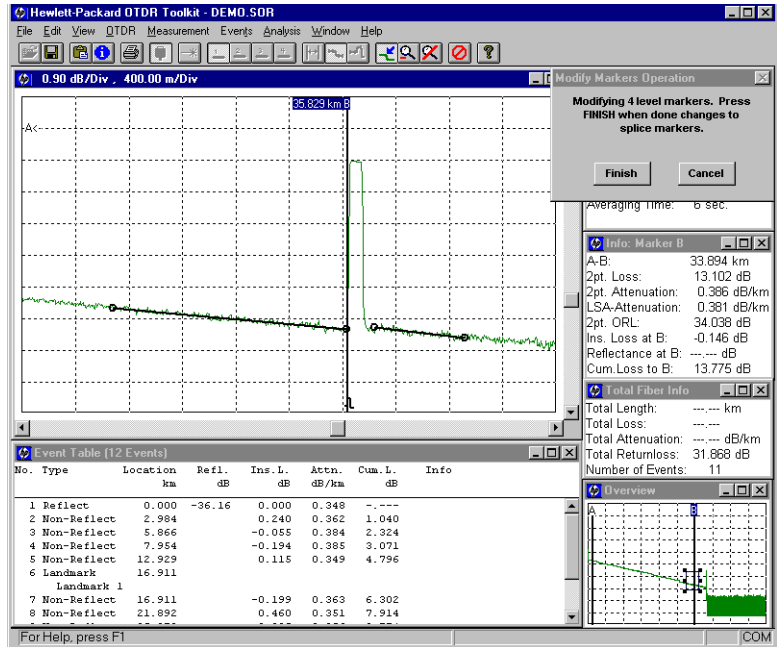 Hewlett-Packard OTDR Toolkit - DEMO.SOR
File Edit View OTDR Measurement Events Analysis Window Help
0.90 dB/Div , 400.00 m/Div
35.829 km B
A<
Modify Markers Operation
Modifying 4 level markers. Press
FINISH when done changes to
splice markers.
Finish Cancel
Averaging Time: 6 sec.
Info: Marker B
A-B: 33.894 km
2pt. Loss: 13.102 dB
2pt. Attenuation: 0.386 dB/km
LSA-Attenuation: 0.381 dB/km
2pt. ORL: 34.038 dB
Ins. Loss at B: -0.146 dB
Reflectance at B: ---.--- dB
Cum.Loss to B: 13.775 dB
Total Fiber Info
Total Length: ---.--- km
Total Loss: ---.---
Total Attenuation: ---.--- dB/km
Total Returnloss: 31.868 dB
Number of Events: 11
Event Table (12 Events)
No. Type Location Refl. Ins.L. Attn. Cum.L. Info
km dB dB dB/km dB
1 Reflect 0.000 -36.16 0.000 0.348 -.---
2 Non-Reflect 2.984 0.240 0.362 1.040
3 Non-Reflect 5.866 -0.055 0.384 2.324
4 Non-Reflect 7.954 -0.194 0.385 3.071
5 Non-Reflect 12.929 0.115 0.349 4.796
6 Landmark 16.911
Landmark 1
7 Non-Reflect 16.911 -0.199 0.363 6.302
8 Non-Reflect 21.892 0.460 0.351 7.914
Overview
A B
For Help, press F1
COM